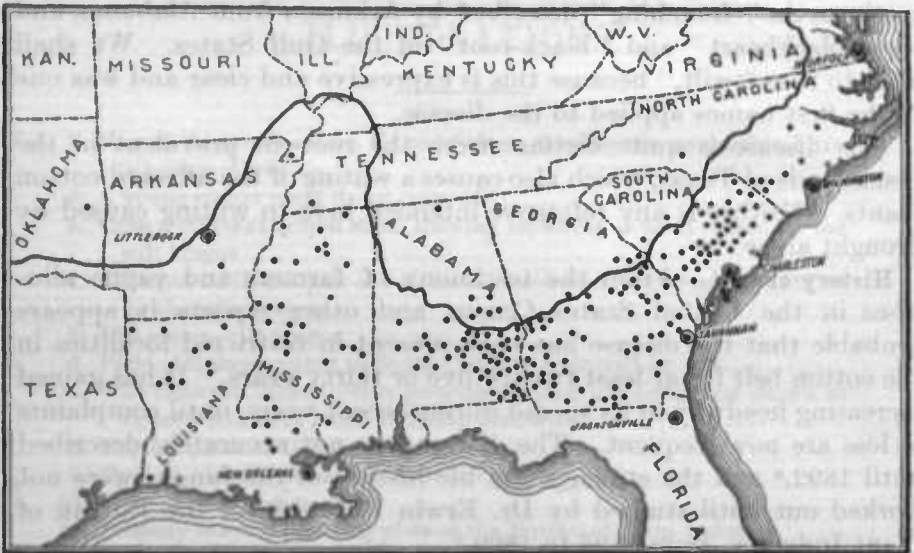 KAN.
MISSOURI
ILL
IND.
KENTUCKY
W.V.
VIRGINIA
NORTH CAROLINA
OKLAHOMA
ARKANSAS
TENNESSEE
SOUTH
CAROLINA
LITTLE ROCK
ALABAM
GEORGIA
CHARLESTON
SAVANNAH
TEXAS
LOUISIANA
MISSISSIPPI
JACKSONVILLE
NEW ORLEANS
FLORIDA